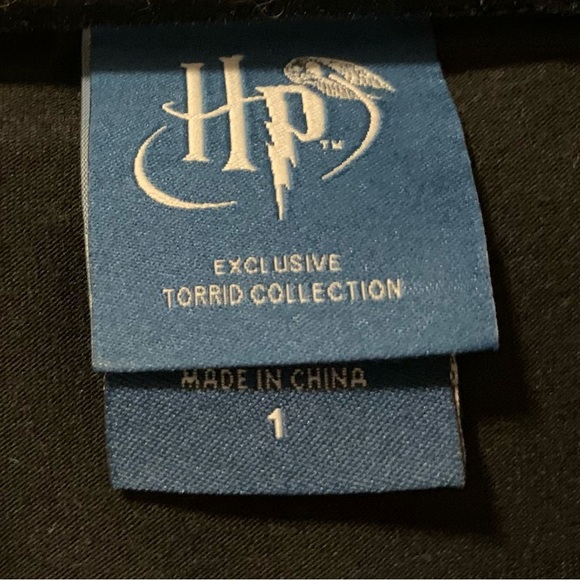 HP™
EXCLUSIVE
TORRID COLLECTION
MADE IN CHINA
1